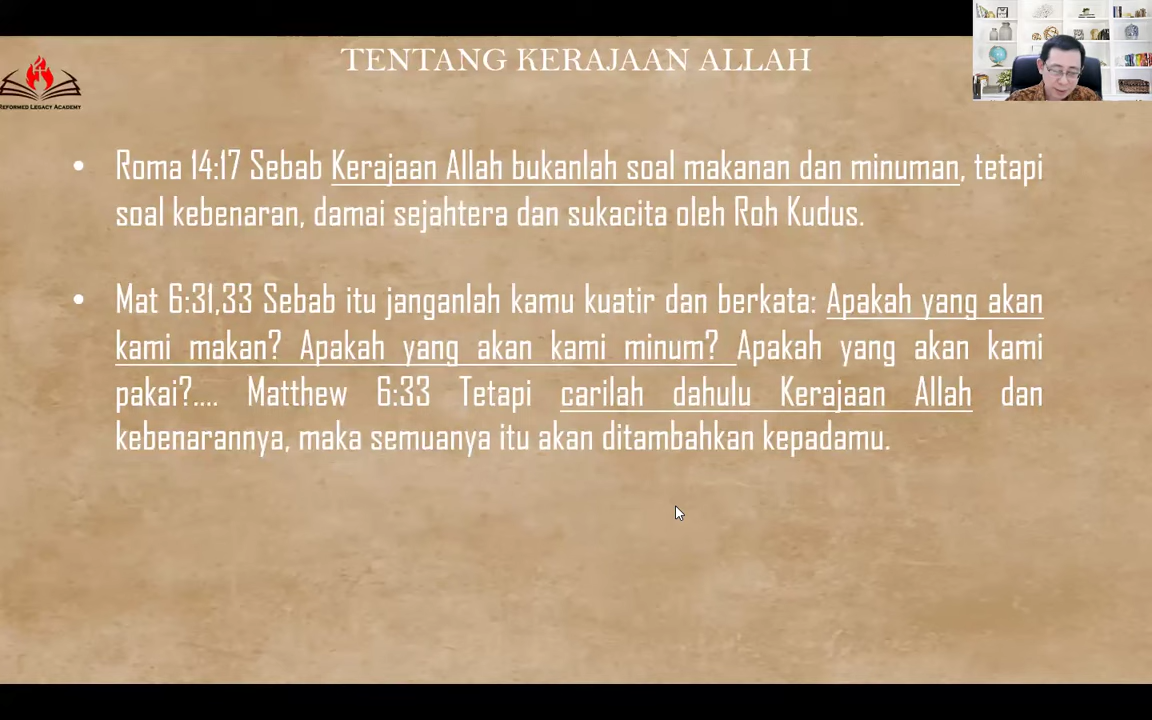 TENTANG KERAJAAN ALLAH
REFORMED LEGACY ACADEMY
• Roma 14:17 Sebab Kerajaan Allah bukanlah soal makanan dan minuman, tetapi
soal kebenaran, damai sejahtera dan sukacita oleh Roh Kudus.
• Mat 6:31,33 Sebab itu janganlah kamu kuatir dan berkata: Apakah yang akan
kami makan? Apakah yang akan kami minum? Apakah yang akan kami
pakai?.... Matthew 6:33 Tetapi carilah dahulu Kerajaan Allah dan
kebenarannya, maka semuanya itu akan ditambahkan kepadamu.